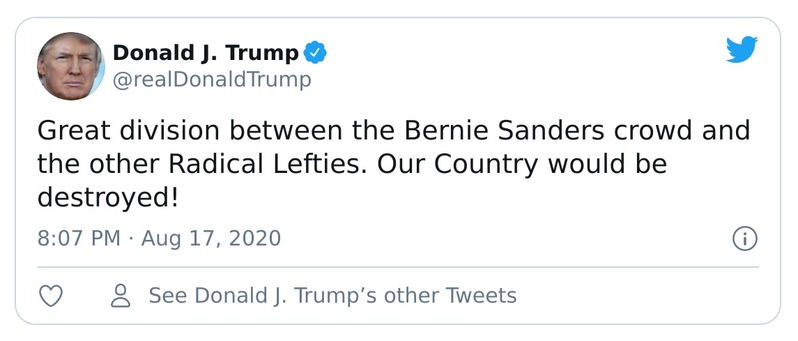 Donald J. Trump
@realDonaldTrump
Great division between the Bernie Sanders crowd and
the other Radical Lefties. Our Country would be
destroyed!
8:07 PM · Aug 17, 2020
See Donald J. Trump’s other Tweets